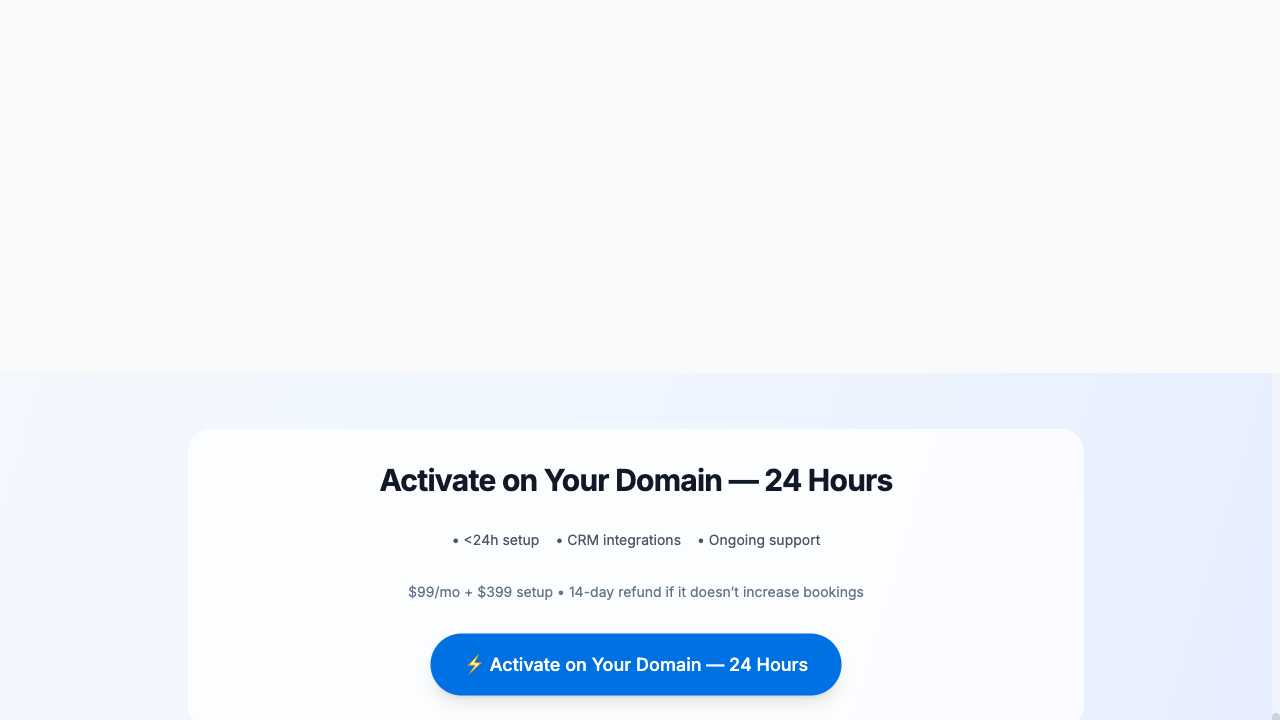 Activate on Your Domain — 24 Hours
• <24h setup • CRM integrations • Ongoing support
$99/mo + $399 setup • 14-day refund if it doesn’t increase bookings
⚡ Activate on Your Domain — 24 Hours